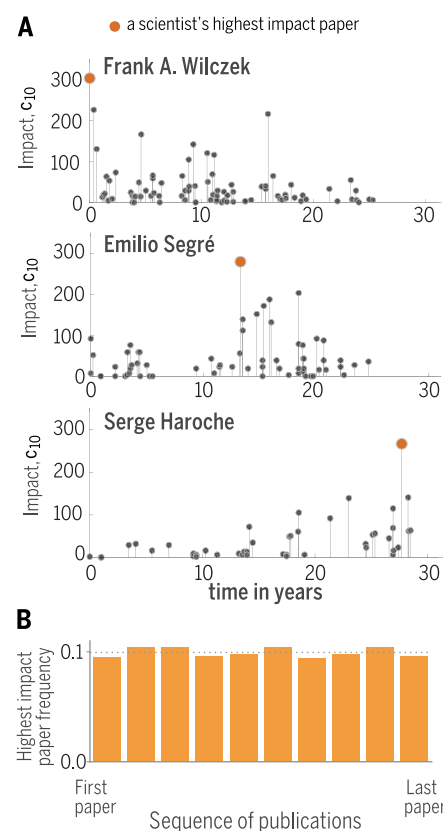 A
a scientist's highest impact paper
Frank A. Wilczek
Impact, c10
300
200
100
0
0
10
20
30
Emilio Segré
Impact, c10
300
200
100
0
0
10
20
30
Serge Haroche
Impact, c10
300
200
100
0
0
10
20
30
time in years
B
Highest impact
paper frequency
0.1
0.0
First
paper
Last
paper
Sequence of publications